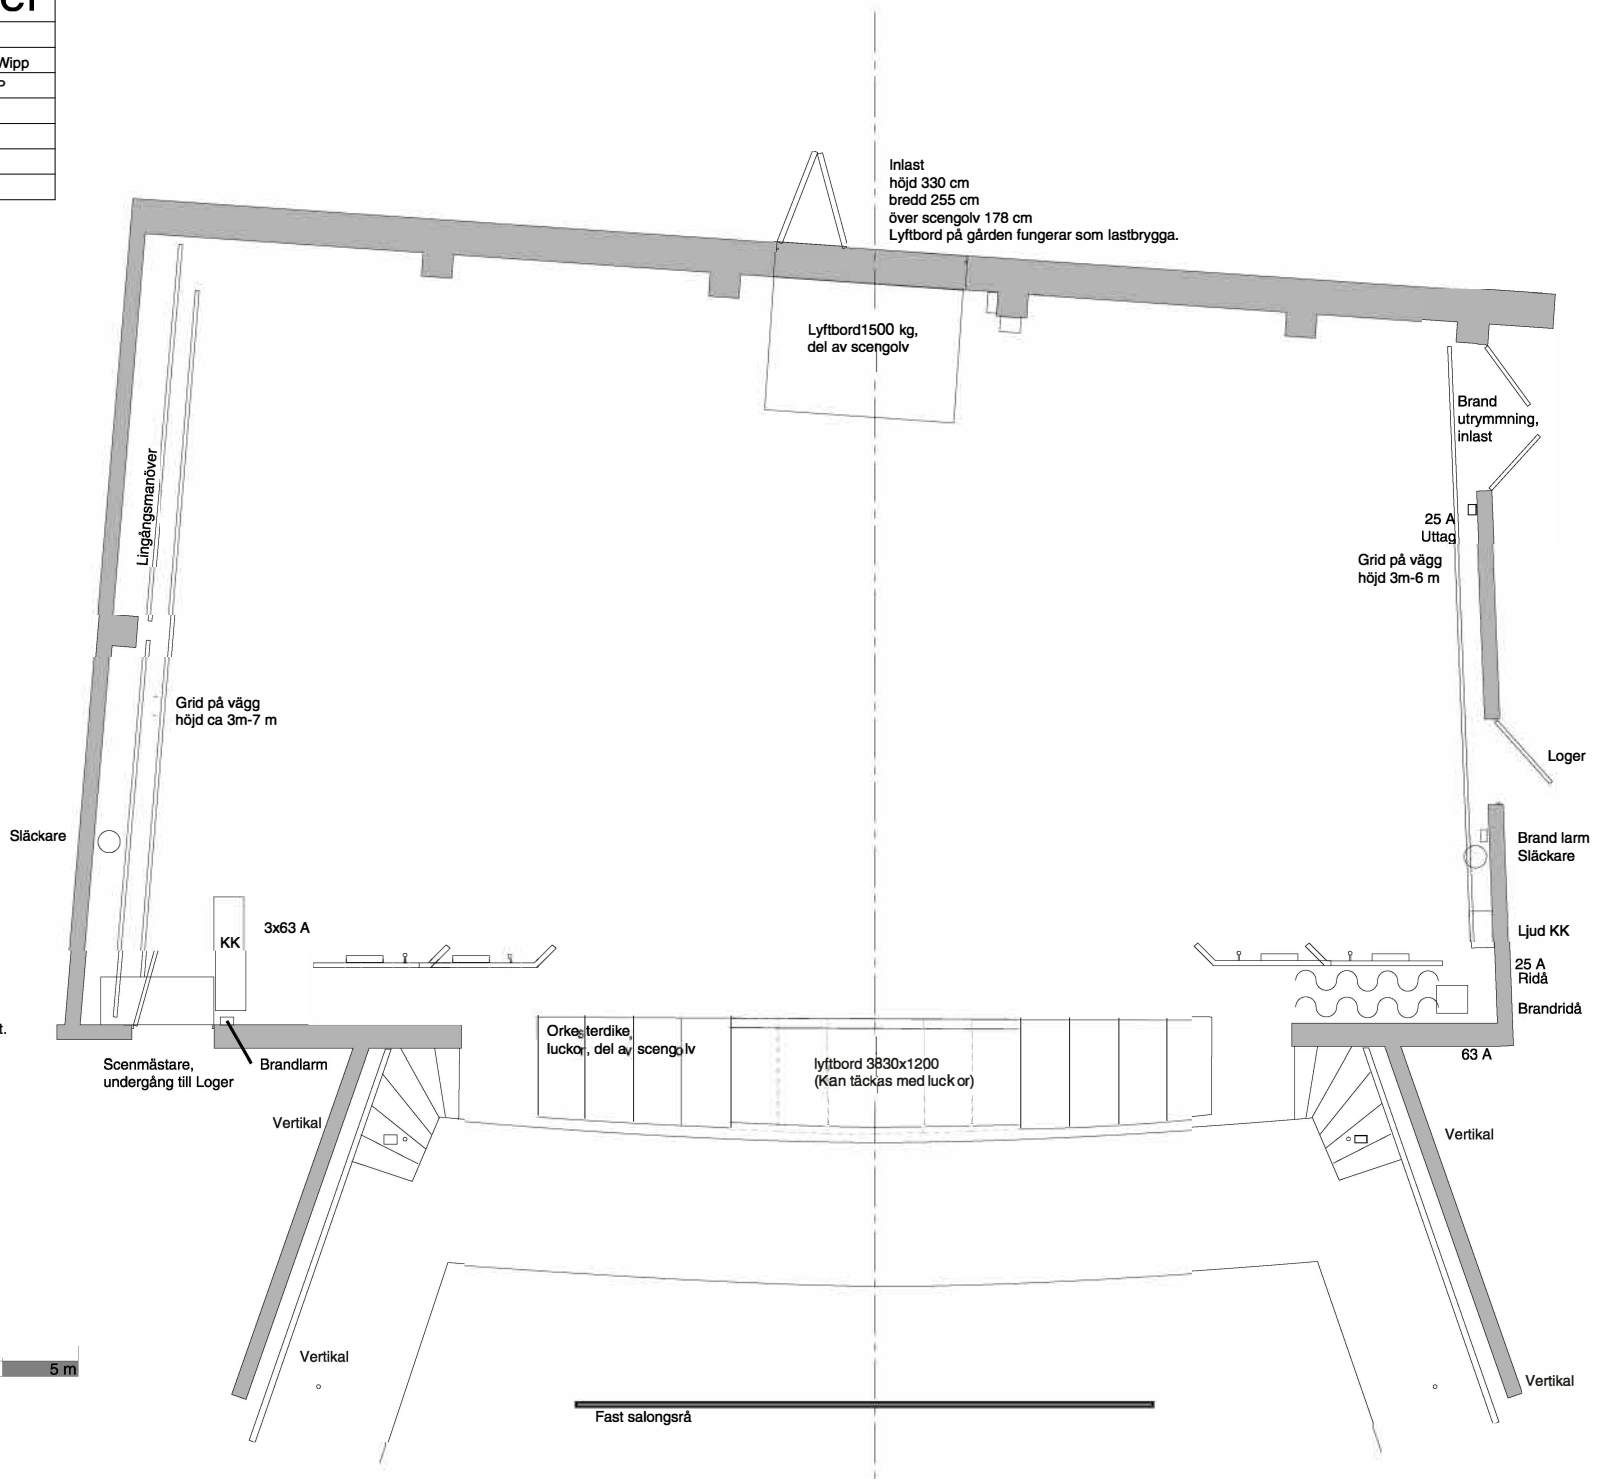 Wipp
Inlast
höjd 330 cm
bredd 255 cm
över scengolv 178 cm
Lyftbord på gården fungerar som lastbrygga.
Lyftbord1500 kg,
del av scengolv
Brand
utrymmning,
inlast
Lingångsmanöver
25 A
Uttag
Grid på vägg
höjd 3m-6 m
Grid på vägg
höjd ca 3m-7 m
Loger
Släckare
Brand larm
Släckare
KK
3x63 A
Ljud KK
25 A
Ridå
Brandridå
t.
Orkesterdike,
luckor, del av scengolv
lyftbord 3830x1200
(Kan täckas med luckor)
63 A
Scenmästare,
undergång till Loger
Brandlarm
Vertikal
Vertikal
Vertikal
5 m
Vertikal
Fast salongsrå